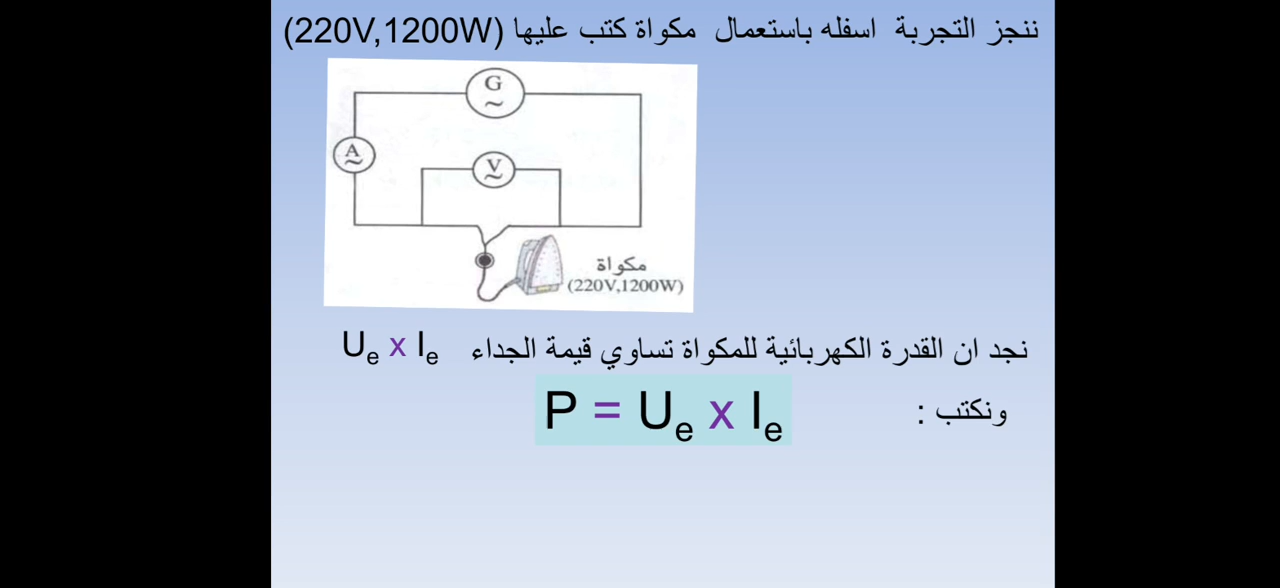 ننجز التجربة اسفله باستعمال مكواة كتب عليها (220V,1200W)
G
~
A
~
V
~
مكواة
(220V,1200W)
نجد ان القدرة الكهربائية للمكواة تساوي قيمة الجداء Ue x Ie
ونكتب :
P = Ue x Ie